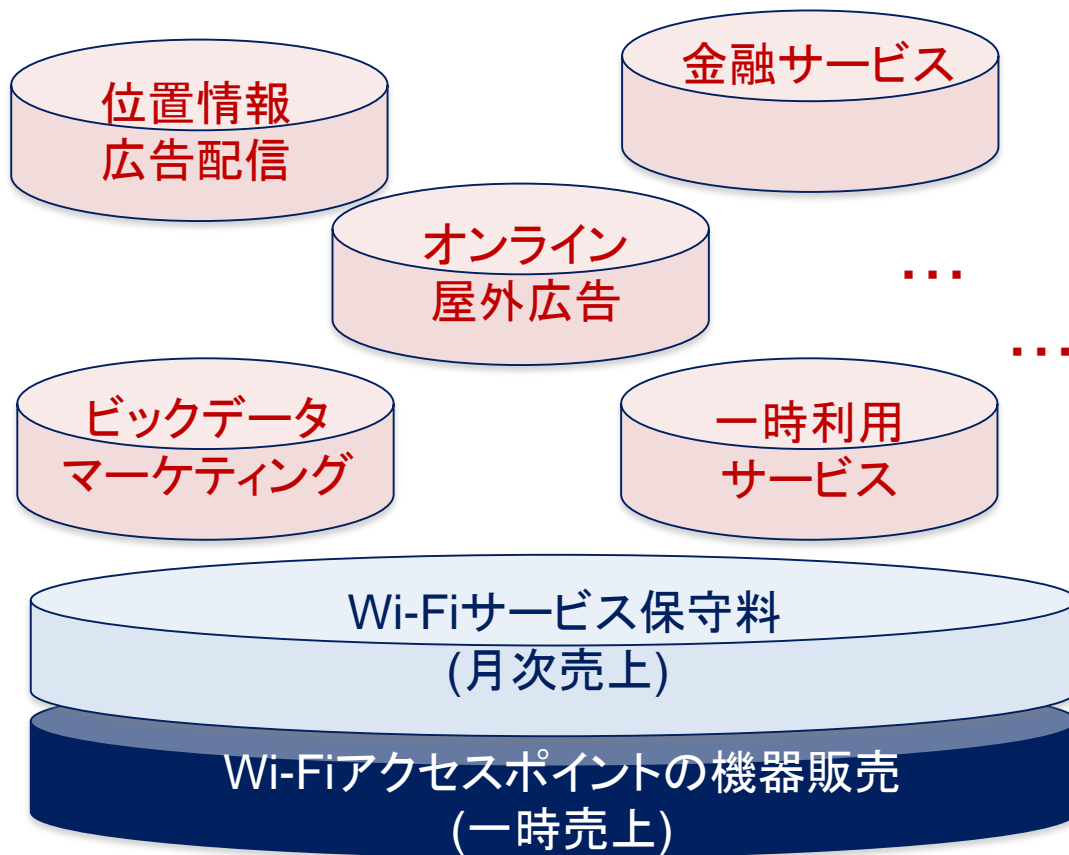 位置情報
広告配信
金融サービス
オンライン
屋外広告
…
…
ビックデータ
マーケティング
一時利用
サービス
Wi-Fiサービス保守料
(月次売上)
Wi-Fiアクセスポイントの機器販売
(一時売上)